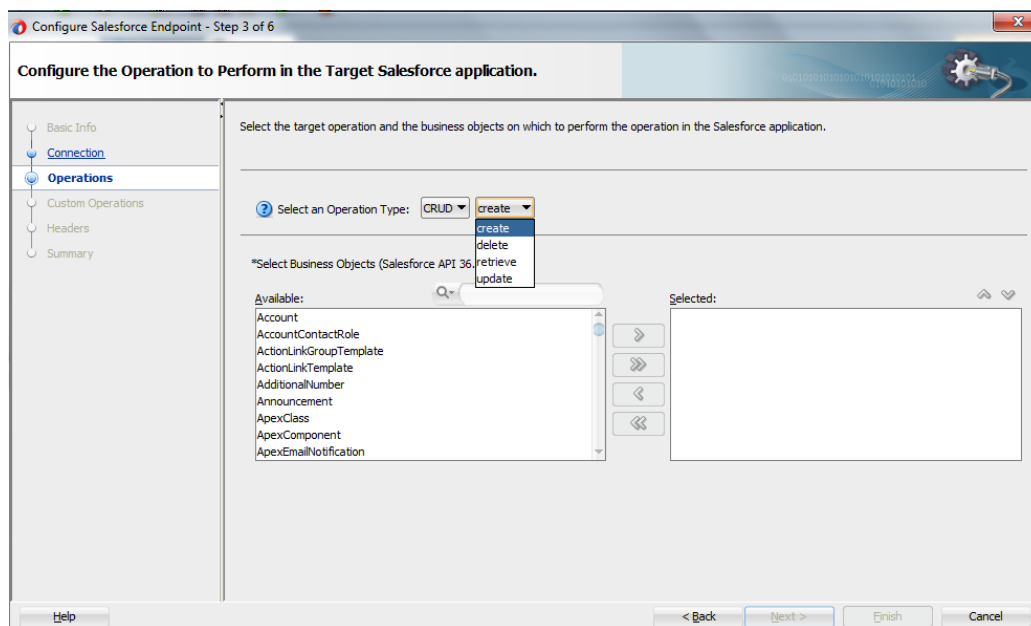 Configure Salesforce Endpoint - Step 3 of 6
Configure the Operation to Perform in the Target Salesforce application.
Basic Info
Connection
Operations
Custom Operations
Headers
Summary
Select the target operation and the business objects on which to perform the operation in the Salesforce application.
Select an Operation Type: CRUD create
create
delete
retrieve
update
*Select Business Objects (Salesforce API 36.
Available:
Selected:
Account
AccountContactRole
ActionLinkGroupTemplate
ActionLinkTemplate
AdditionalNumber
Announcement
ApexClass
ApexComponent
ApexEmailNotification
Help
< Back
Next >
Finish
Cancel